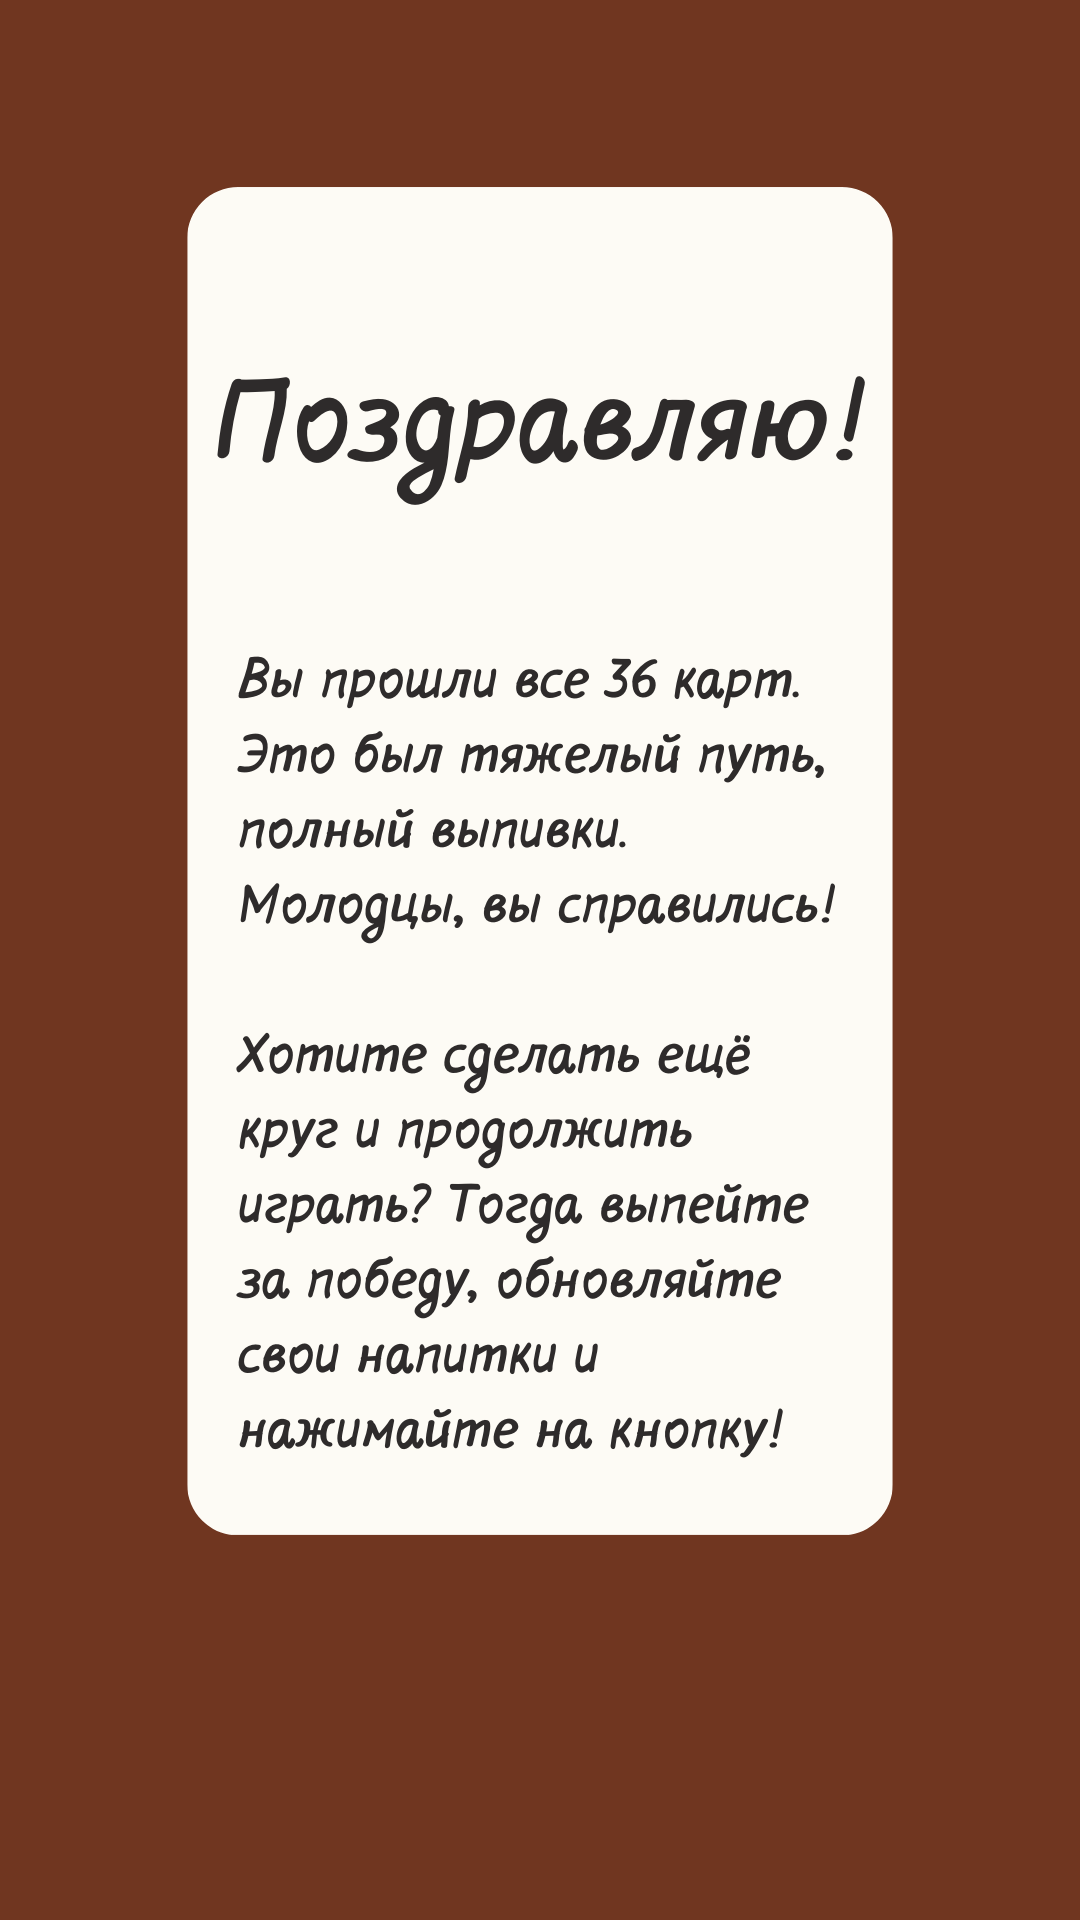 Поздравляю!
Вы прошли все 36 карт.
Это был тяжелый путь,
полный выпивки.
Молодцы, вы справились!
Хотите сделать ещё
круг и продолжить
играть? Тогда выпейте
за победу, обновляйте
свои напитки и
нажимайте на кнопку!